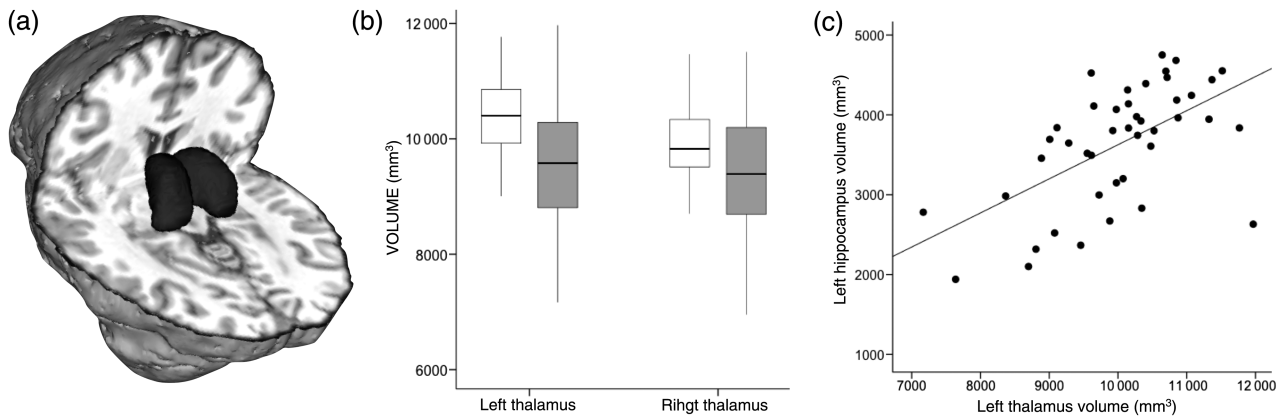 (a)
(b)
12 000
10 000
8000
6000
VOLUME (mm³)
Left thalamus
Rihgt thalamus
(c)
5000
4000
3000
2000
1000
Left hippocampus volume (mm³)
7000 8000 9000 10 000 11 000 12 000
Left thalamus volume (mm³)